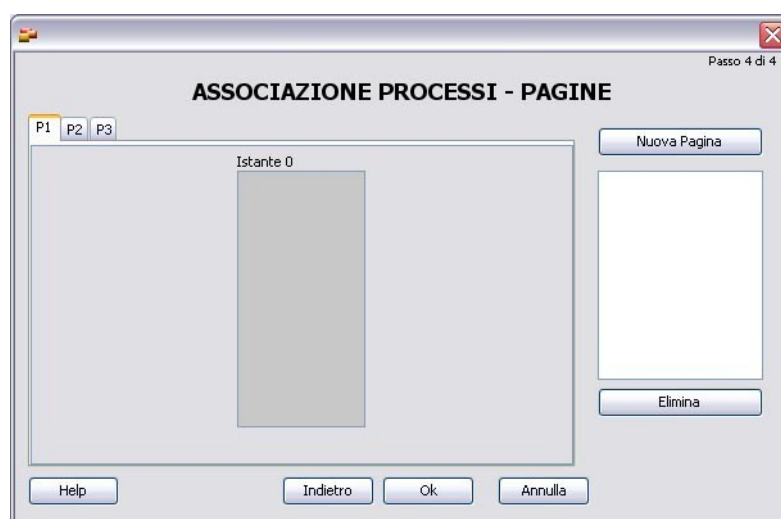 Passo 4 di 4
ASSOCIAZIONE PROCESSI - PAGINE
P1 P2 P3
Nuova Pagina
Istante 0
Elimina
Help Indietro Ok Annulla